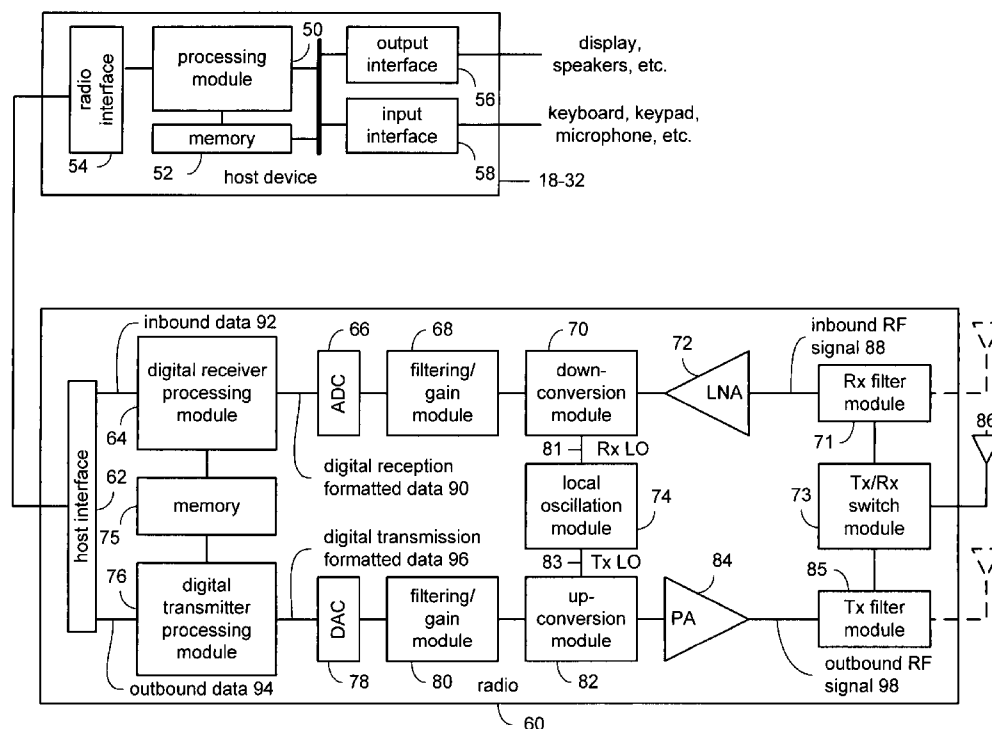 50
radio
interface
54
processing
module
memory
52
output
interface
56
input
interface
58
display,
speakers, etc.
keyboard, keypad,
microphone, etc.
host device
18-32
inbound data 92
66
68
70
72
inbound RF
signal 88
digital receiver
processing
module
64
ADC
filtering/
gain
module
down-
conversion
module
LNA
Rx filter
module
71
86
81
Rx LO
digital reception
formatted data 90
host interface
62
memory
75
local
oscillation
module
74
73
Tx/Rx
switch
module
digital transmission
formatted data 96
83
Tx LO
84
85
76
digital
transmitter
processing
module
DAC
78
filtering/
gain
module
80
up-
conversion
module
82
PA
Tx filter
module
outbound RF
signal 98
outbound data 94
radio
60